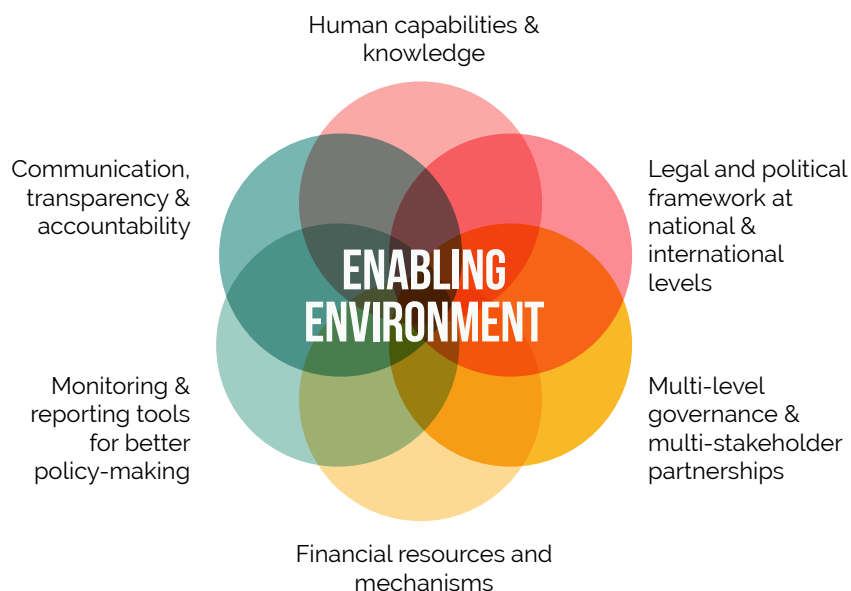 Human capabilities &
knowledge
Communication,
transparency &
accountability
Legal and political
framework at
national &
international
levels
ENABLING
ENVIRONMENT
Monitoring &
reporting tools
for better
policy-making
Multi-level
governance &
multi-stakeholder
partnerships
Financial resources and
mechanisms